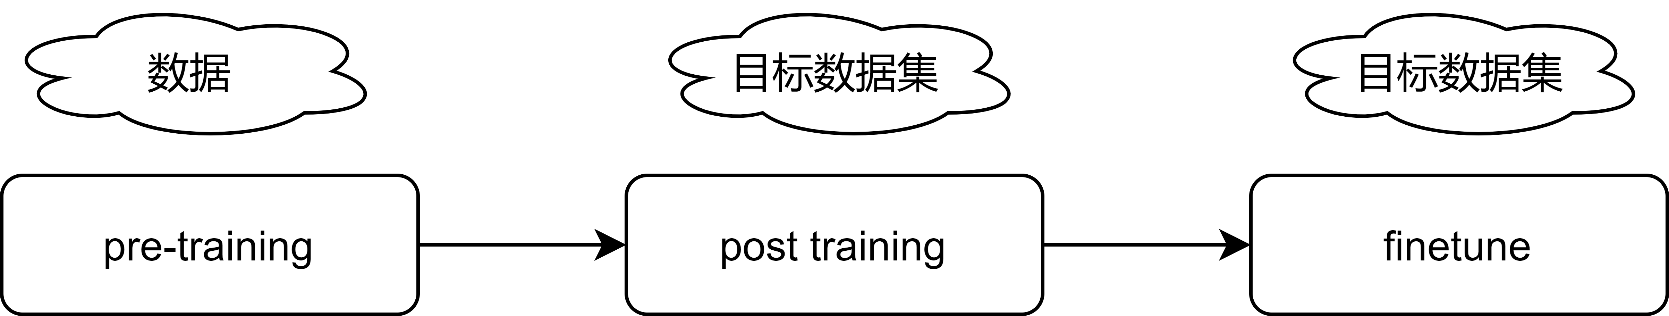 数据
目标数据集
目标数据集
pre-training
post training
finetune